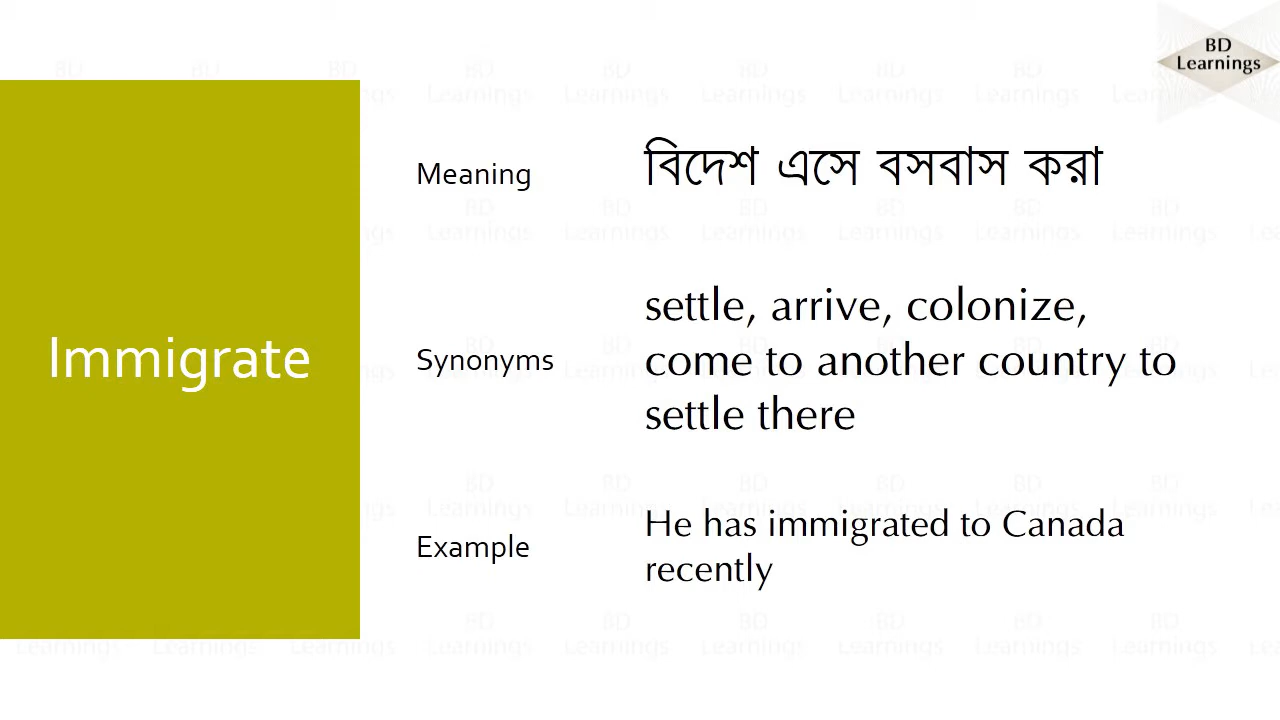 BD
Learnings
Immigrate
Meaning
বিদেশ এসে বসবাস করা
Synonyms
settle, arrive, colonize,
come to another country to
settle there
Example
He has immigrated to Canada
recently